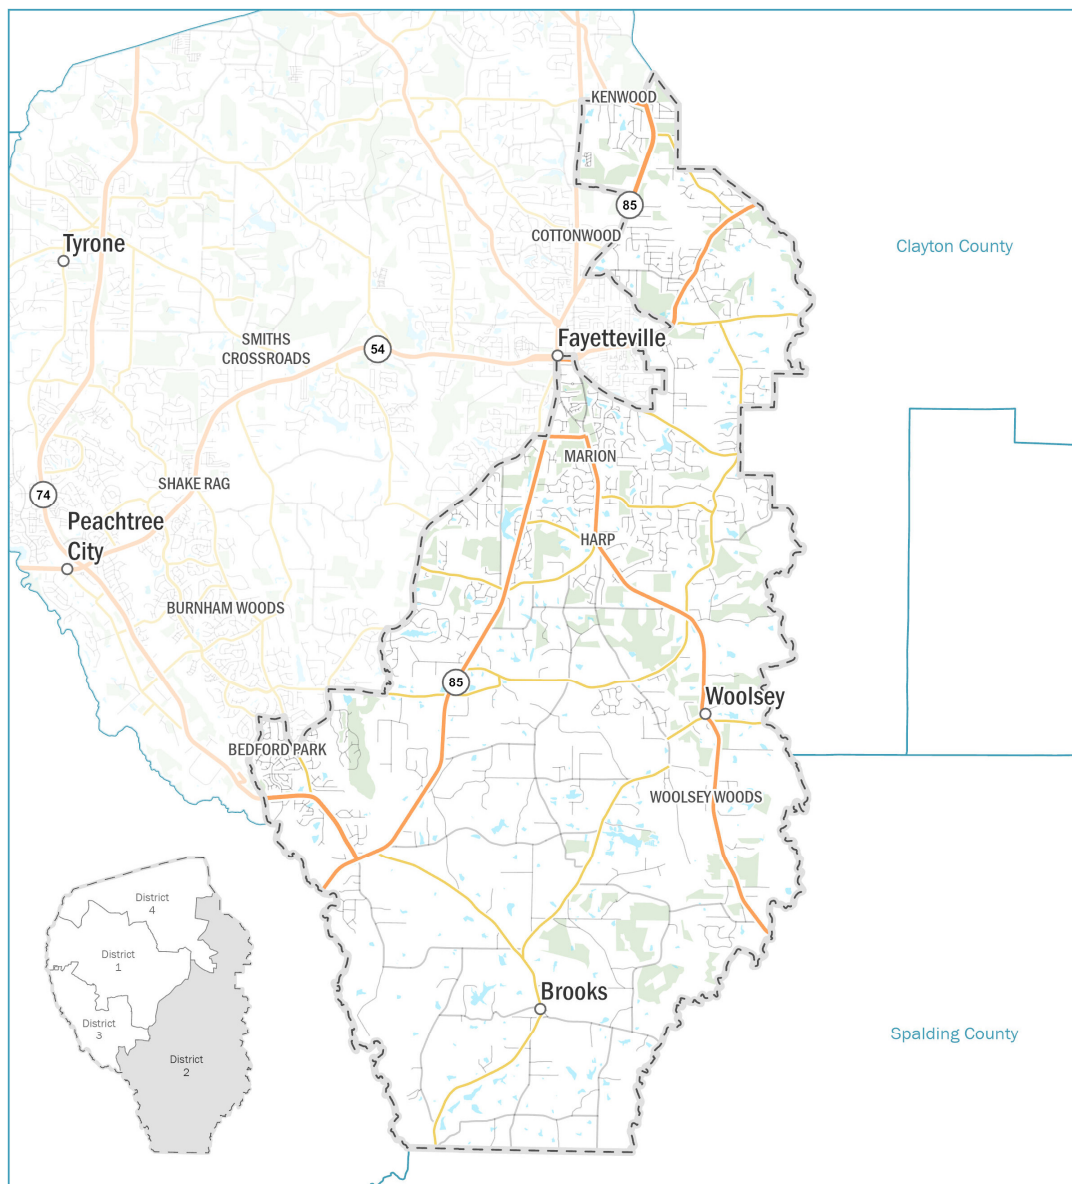 KENWOOD
85
Tyrone
COTTONWOOD
Clayton County
SMITHS
CROSSROADS
54
Fayetteville
MARION
SHAKE RAG
74
Peachtree
City
HARP
BURNHAM WOODS
85
Woolsey
BEDFORD PARK
WOOLSEY WOODS
District
4
District
1
District
3
District
2
Brooks
Spalding County